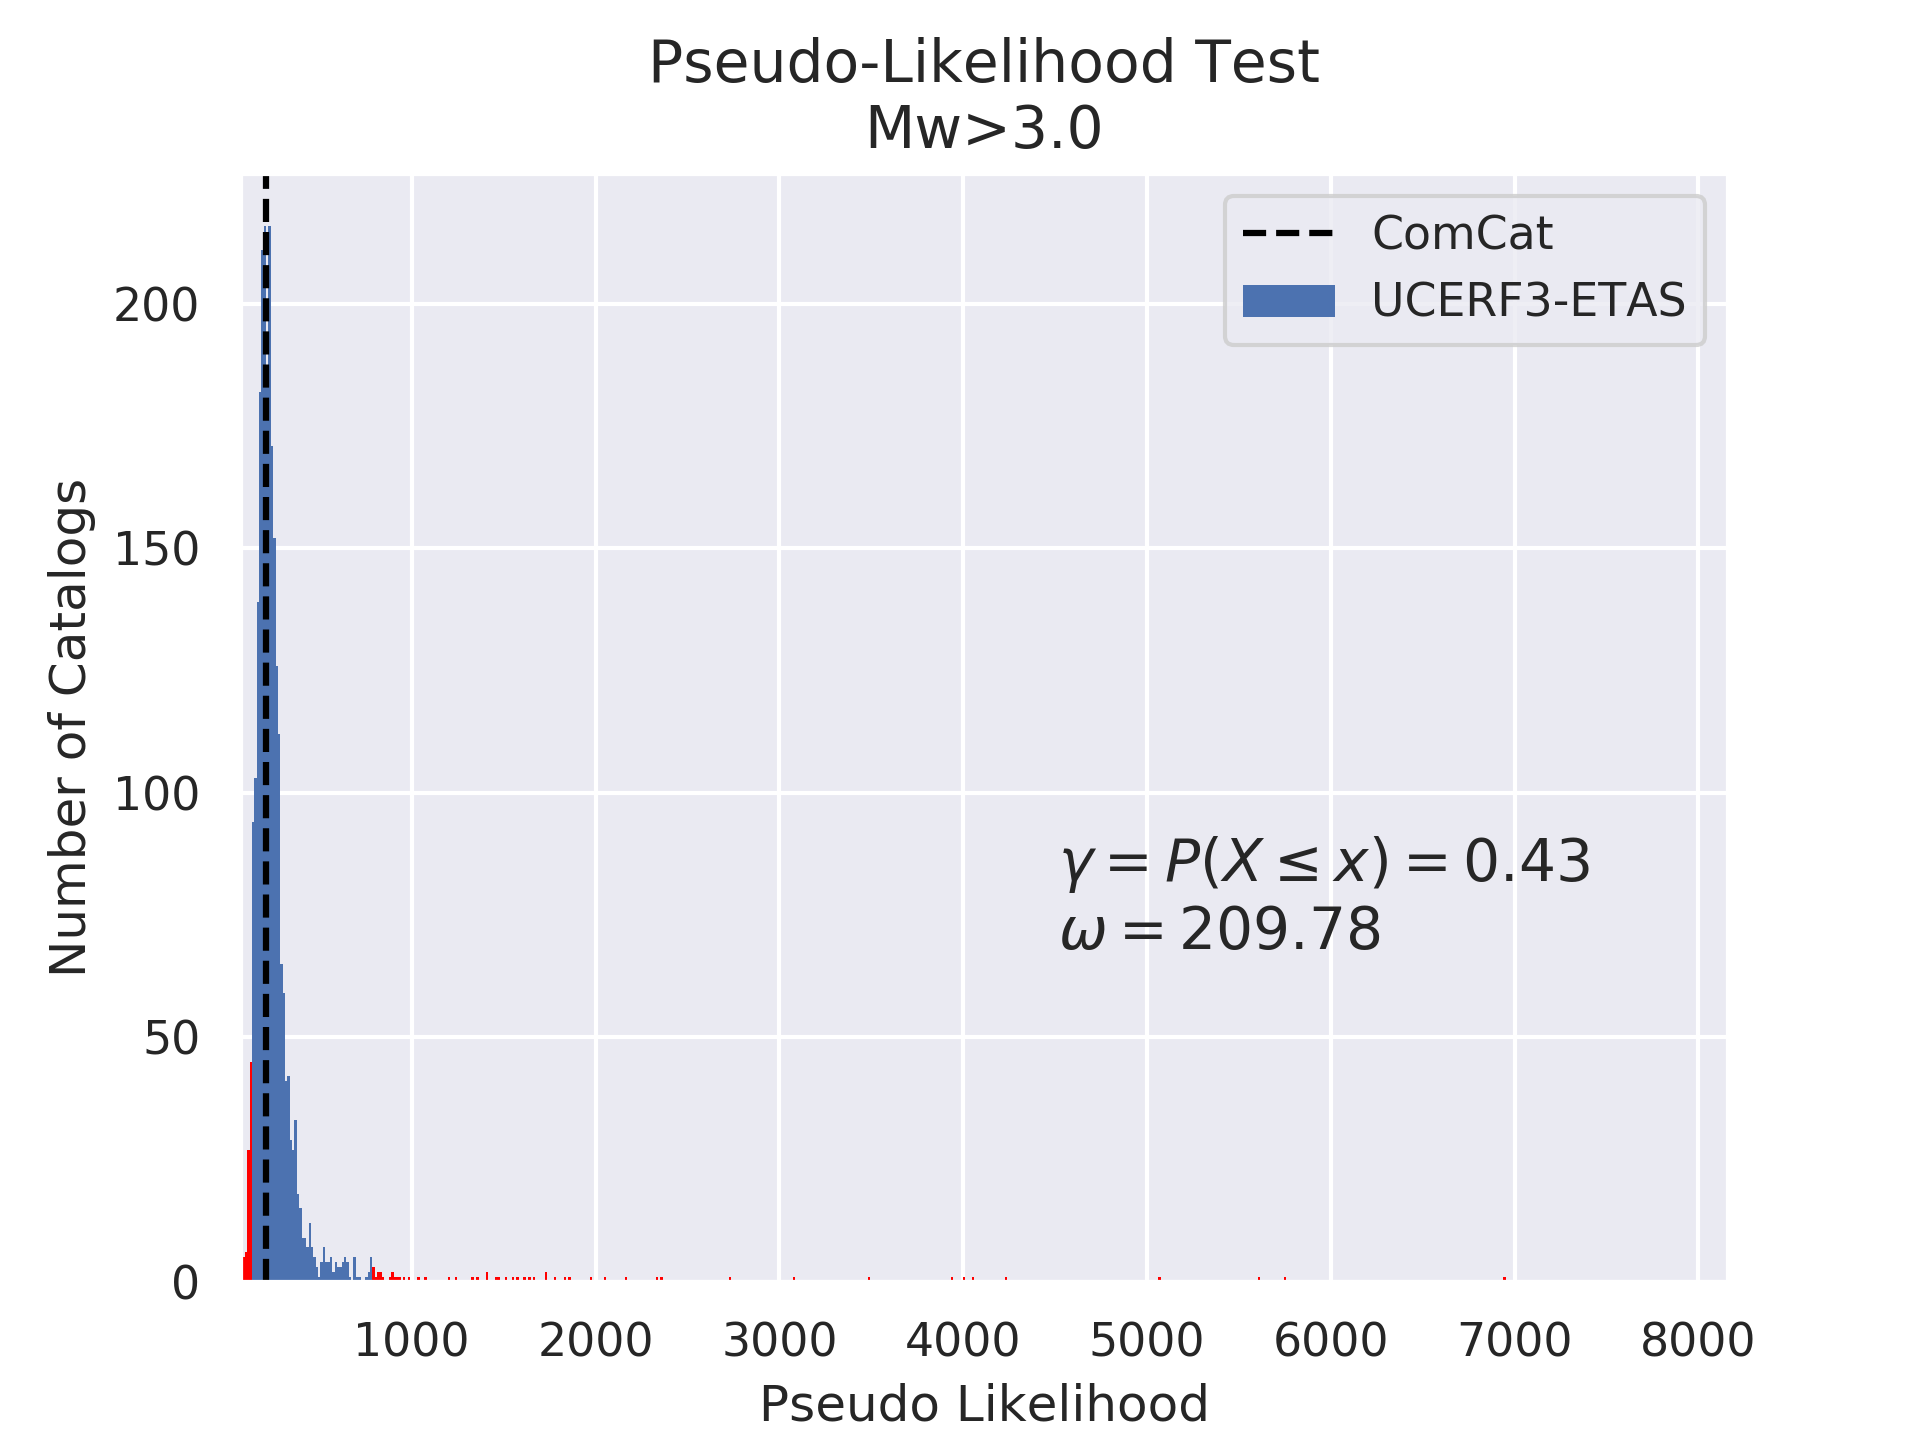 Pseudo-Likelihood Test
Mw>3.0
ComCat
UCERF3-ETAS
200
150
100
50
0
Number of Catalogs
γ = P(X ≤ x) = 0.43
ω = 209.78
1000 2000 3000 4000 5000 6000 7000 8000
Pseudo Likelihood